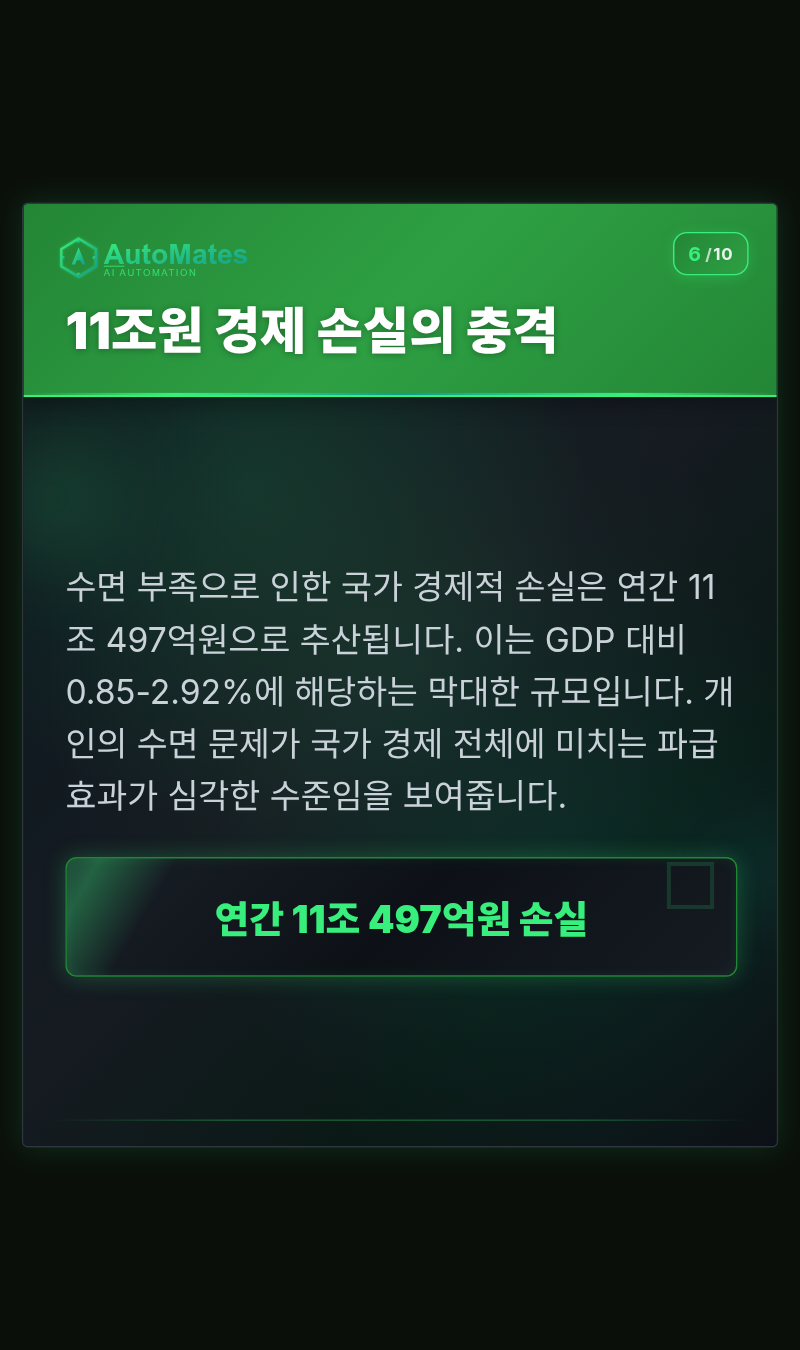 AutoMates
AI AUTOMATION
6 /10
11조원 경제 손실의 충격
수면 부족으로 인한 국가 경제적 손실은 연간 11
조 497억원으로 추산됩니다. 이는 GDP 대비
0.85-2.92%에 해당하는 막대한 규모입니다. 개
인의 수면 문제가 국가 경제 전체에 미치는 파급
효과가 심각한 수준임을 보여줍니다.
연간 11조 497억원 손실